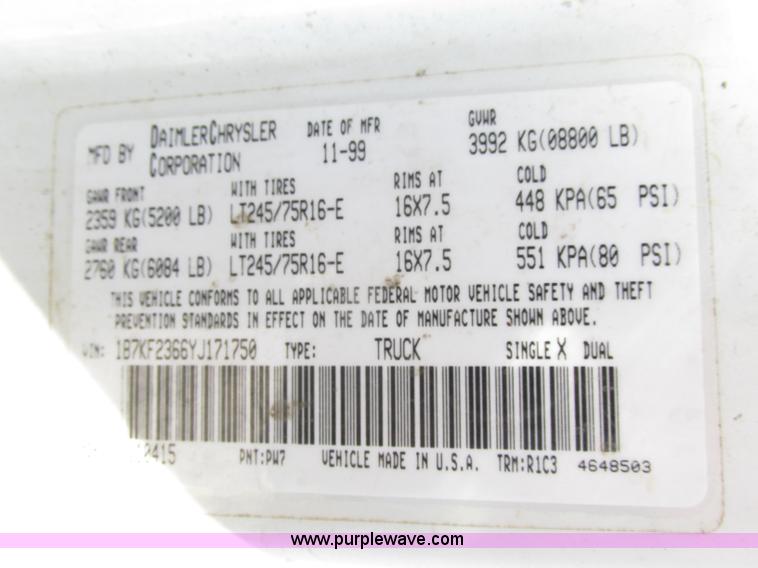 MFD BY DAIMLERCHRYSLER CORPORATION DATE OF MFR 11-99 GVWR 3992 KG(08800 LB)
GAWR FRONT WITH TIRES RIMS AT COLD
2359 KG(5200 LB) LT245/75R16-E 16X7.5 448 KPA(65 PSI)
GAWR REAR WITH TIRES RIMS AT COLD
2760 KG(6084 LB) LT245/75R16-E 16X7.5 551 KPA(80 PSI)
THIS VEHICLE CONFORMS TO ALL APPLICABLE FEDERAL MOTOR VEHICLE SAFETY AND THEFT
PREVENTION STANDARDS IN EFFECT ON THE DATE OF MANUFACTURE SHOWN ABOVE.
VIN: 1B7KF2366YJ171750 TYPE: TRUCK SINGLE X DUAL
PNT:PW7 VEHICLE MADE IN U.S.A. TRM:R1C3 4648503
www.purplewave.com